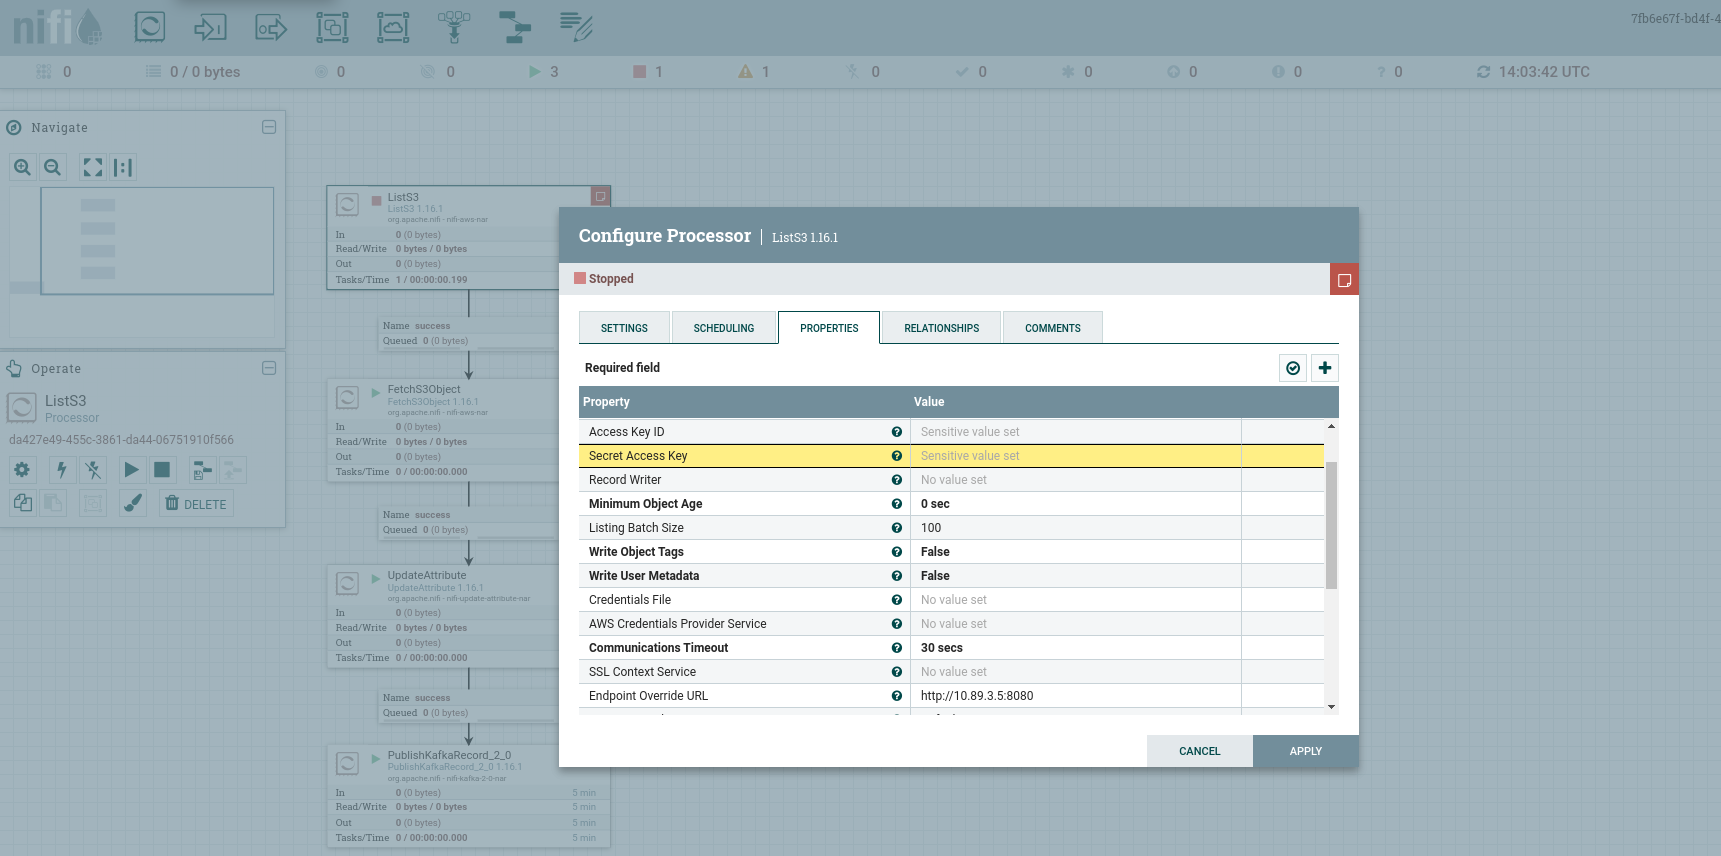 nifi
7fb6e67f-bd4f-4
0
0 / 0 bytes
0
0
3
1
1
0
0
0
0
0
? 0
14:03:42 UTC
Navigate
Operate
ListS3
Processor
da427e49-455c-3861-da44-06751910f566
DELETE
ListS3
ListS3 1.16.1
org.apache.nifi - nifi-aws-nar
In 0 (0 bytes)
Read/Write 0 bytes / 0 bytes
Out 0 (0 bytes)
Tasks/Time 1 / 00:00:00.199
Name success
Queued 0 (0 bytes)
FetchS3Object
FetchS3Object 1.16.1
org.apache.nifi - nifi-aws-nar
In 0 (0 bytes)
Read/Write 0 bytes / 0 bytes
Out 0 (0 bytes)
Tasks/Time 0 / 00:00:00.000
Name success
Queued 0 (0 bytes)
UpdateAttribute
UpdateAttribute 1.16.1
org.apache.nifi - nifi-update-attribute-nar
In 0 (0 bytes)
Read/Write 0 bytes / 0 bytes
Out 0 (0 bytes)
Tasks/Time 0 / 00:00:00.000
Name success
Queued 0 (0 bytes)
PublishKafkaRecord_2_0
PublishKafkaRecord_2_0 1.16.1
org.apache.nifi - nifi-kafka-2-0-nar
In 0 (0 bytes) 5 min
Read/Write 0 bytes / 0 bytes 5 min
Out 0 (0 bytes) 5 min
Tasks/Time 0 / 00:00:00.000 5 min
Configure Processor | ListS3 1.16.1
Stopped
SETTINGS SCHEDULING PROPERTIES RELATIONSHIPS COMMENTS
Required field
Property Value
Access Key ID Sensitive value set
Secret Access Key Sensitive value set
Record Writer No value set
Minimum Object Age 0 sec
Listing Batch Size 100
Write Object Tags False
Write User Metadata False
Credentials File No value set
AWS Credentials Provider Service No value set
Communications Timeout 30 secs
SSL Context Service No value set
Endpoint Override URL http://10.89.3.5:8080
CANCEL APPLY